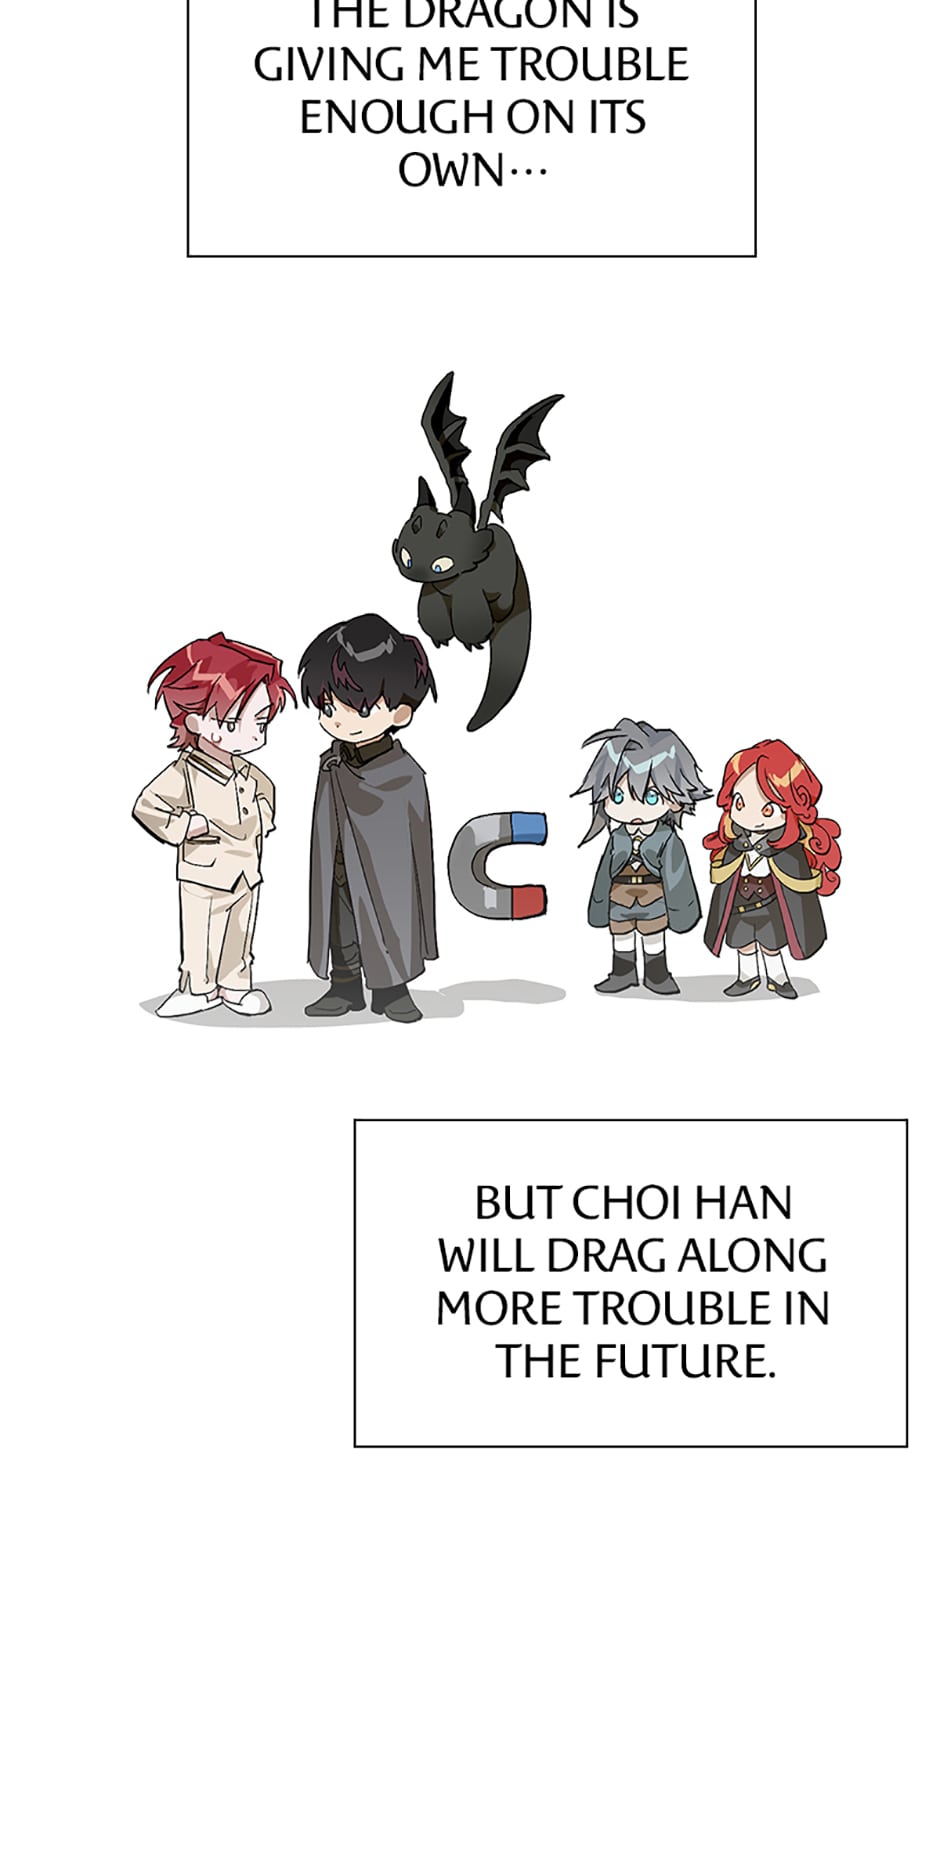 THE DRAGON IS
GIVING ME TROUBLE
ENOUGH ON ITS
OWN...
BUT CHOI HAN
WILL DRAG ALONG
MORE TROUBLE IN
THE FUTURE.